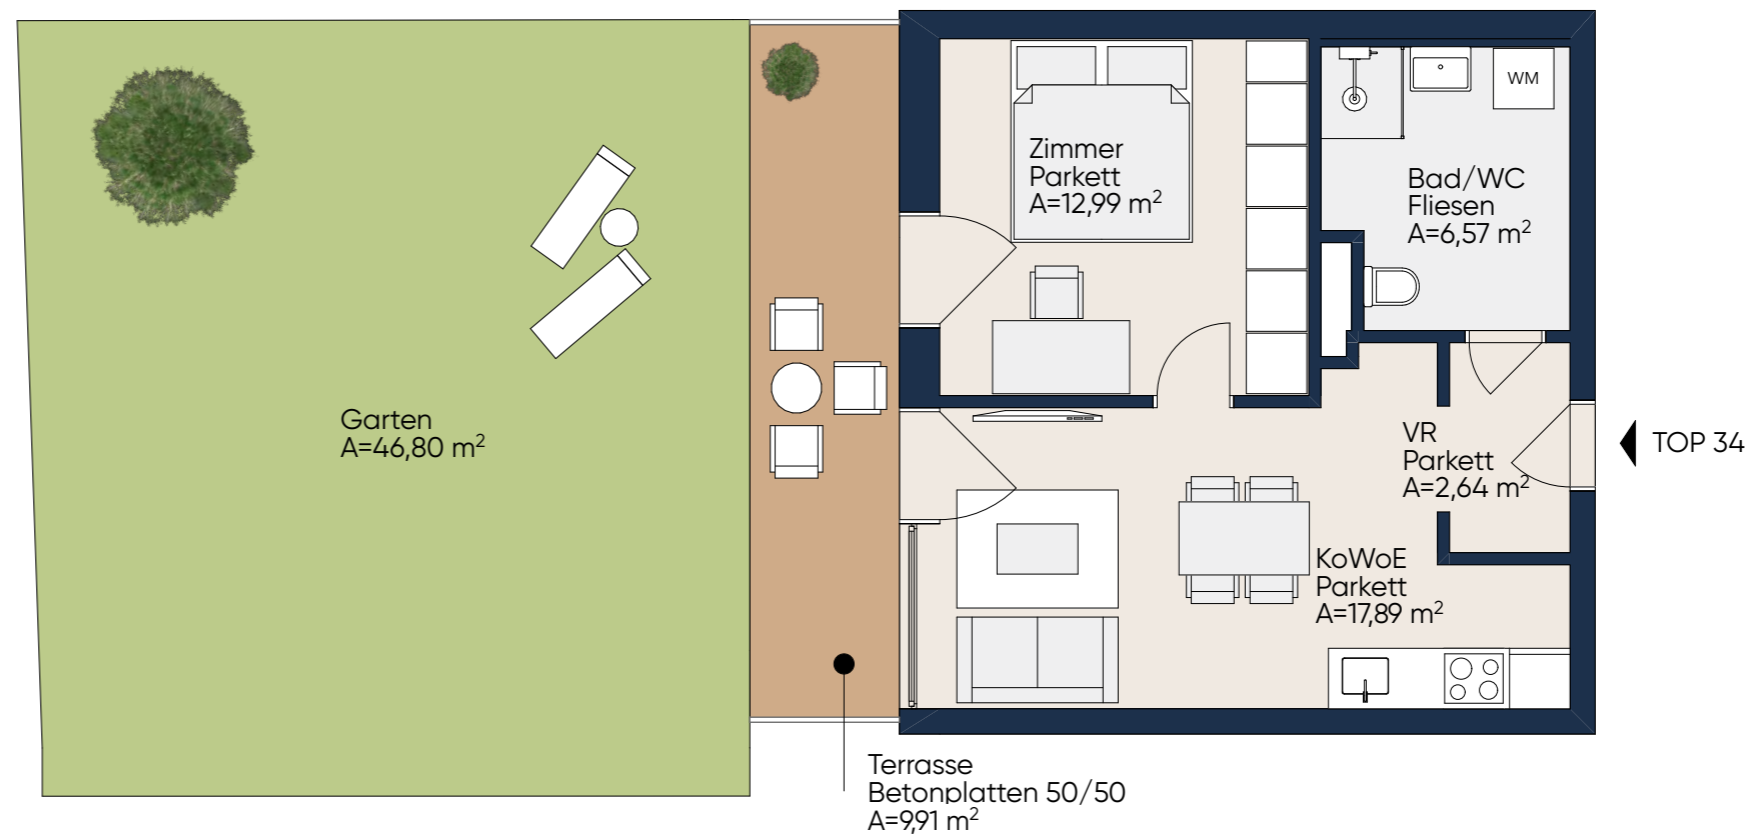 Garten
A=46,80 m²
Zimmer
Parkett
A=12,99 m²
WM
Bad/WC
Fliesen
A=6,57 m²
VR
Parkett
A=2,64 m²
TOP 34
KoWoE
Parkett
A=17,89 m²
Terrasse
Betonplatten 50/50
A=9,91 m²